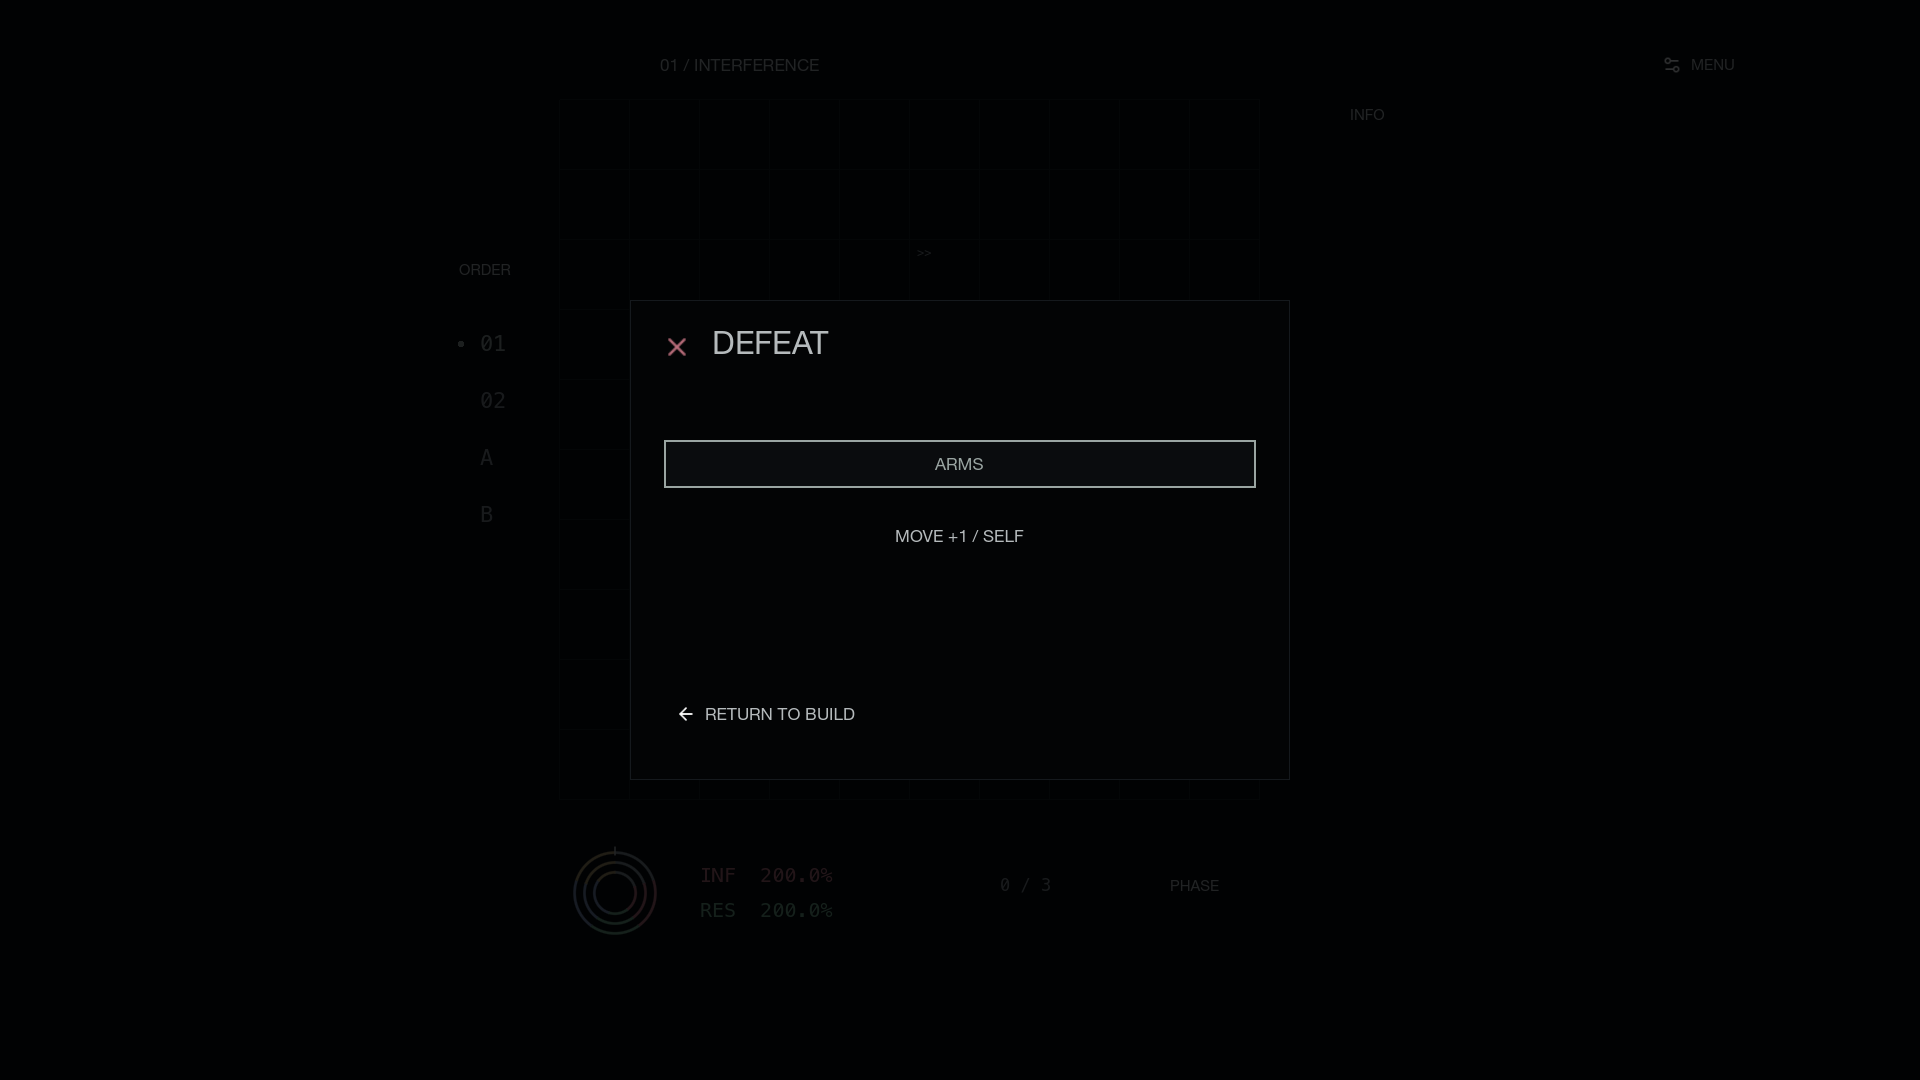 01 / INTERFERENCE
MENU
INFO
>>
ORDER
01
02
A
B
DEFEAT
ARMS
MOVE +1 / SELF
RETURN TO BUILD
INF 200.0%
RES 200.0%
0 / 3
PHASE